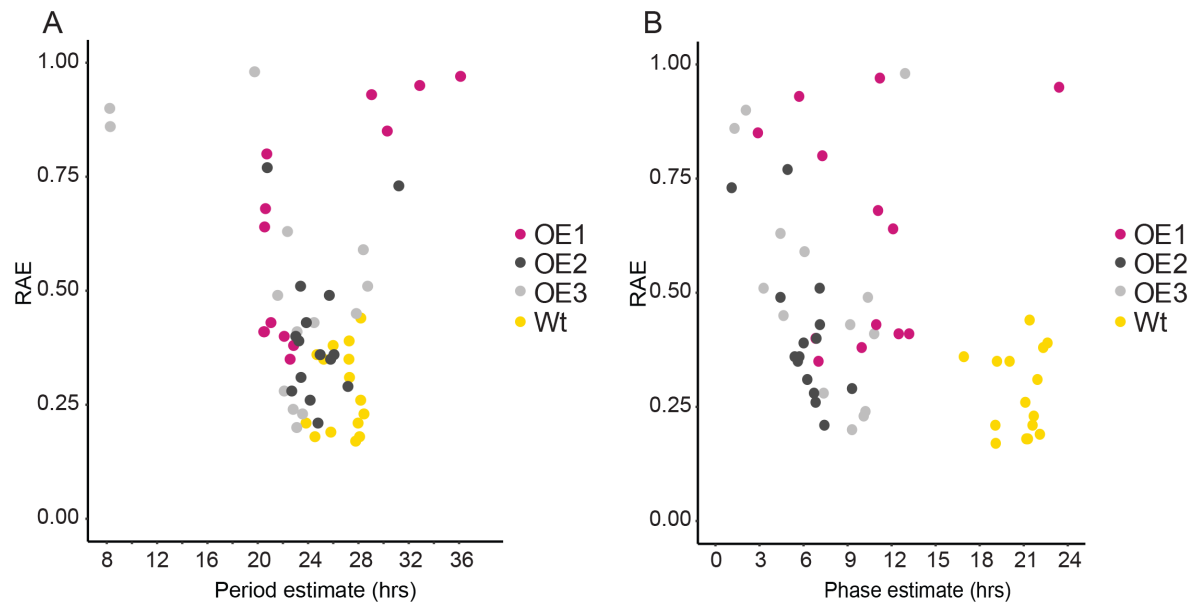 A
1.00
0.75
0.50
0.25
0.00
RAE
8
12
16
20
24
28
32
36
Period estimate (hrs)
OE1
OE2
OE3
Wt
B
1.00
0.75
0.50
0.25
0.00
RAE
0
3
6
9
12
15
18
21
24
Phase estimate (hrs)
OE1
OE2
OE3
Wt